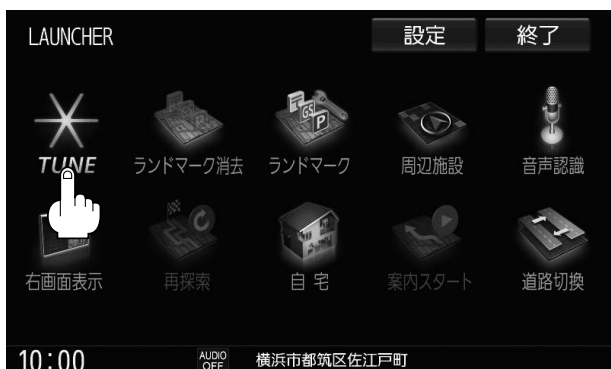 LAUNCHER 設定 終了
TUNE ランドマーク消去 GS P ランドマーク 周辺施設 音声認識
右画面表示 再探索 自宅 案内スタート 道路切換
10:00 AUDIO OFF 横浜市都筑区佐江戸町